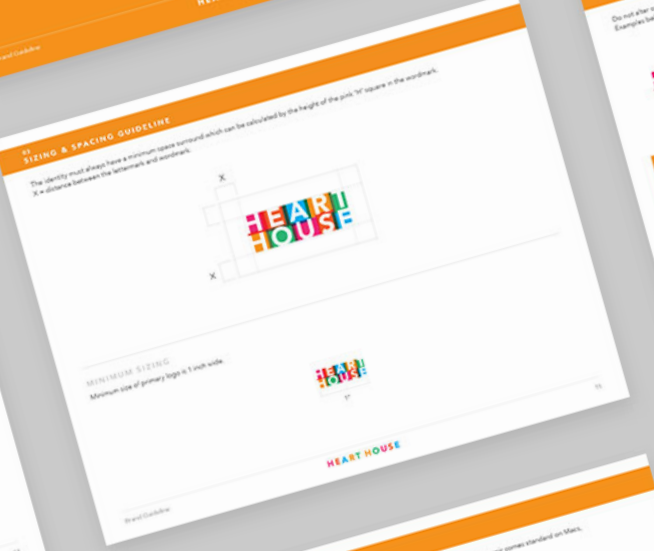 Brand Guideline
Do not alter
Examples
03
SIZING & SPACING GUIDELINE
The identity must always have a minimum space surround which can be calculated by the height of the pink 'H' square in the wordmark.
X = distance between the lettermark and wordmark.
X
HEART
HOUSE
X
MINIMUM SIZING
Minimum size of primary logo is 1 inch wide.
HEART
HOUSE
1"
HEART HOUSE
Brand Guideline
comes standard on Macs,